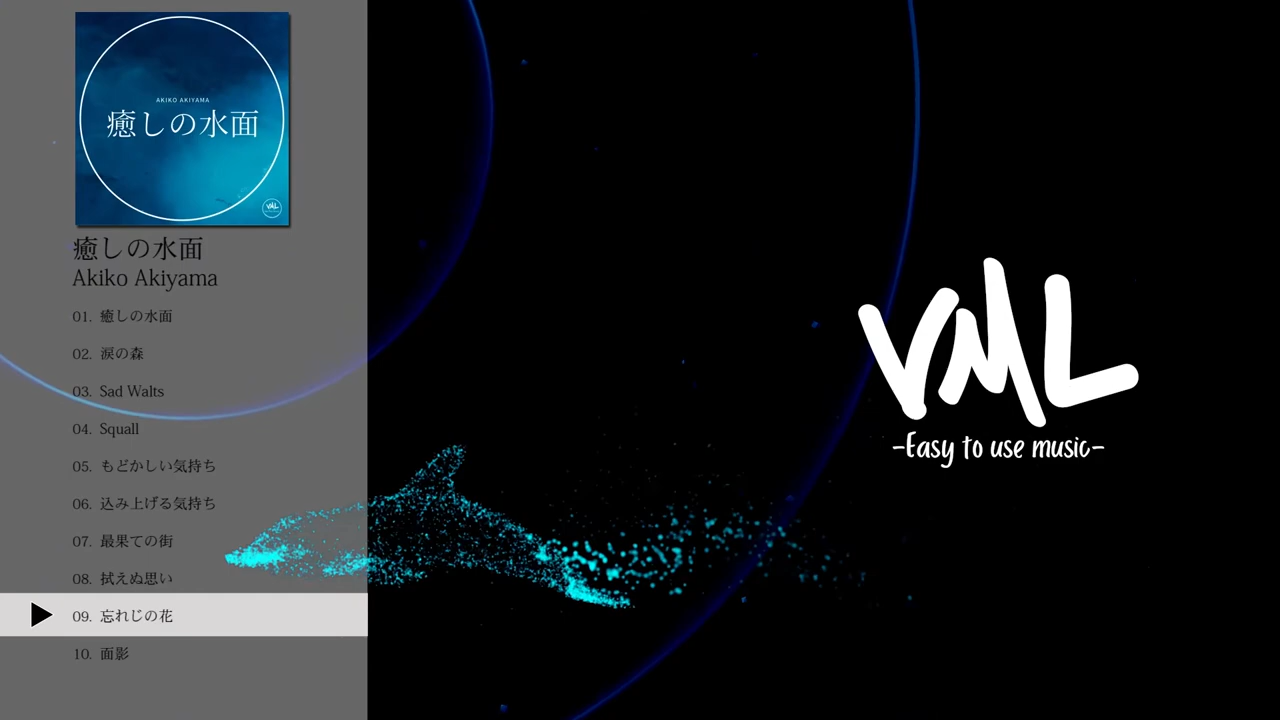 AKIKO AKIYAMA
癒しの水面
VML
癒しの水面
Akiko Akiyama
01. 癒しの水面
02. 涙の森
03. Sad Walts
04. Squall
05. もどかしい気持ち
06. 込み上げる気持ち
07. 最果ての街
08. 拭えぬ思い
09. 忘れじの花
10. 面影
VML
-Easy to use music-